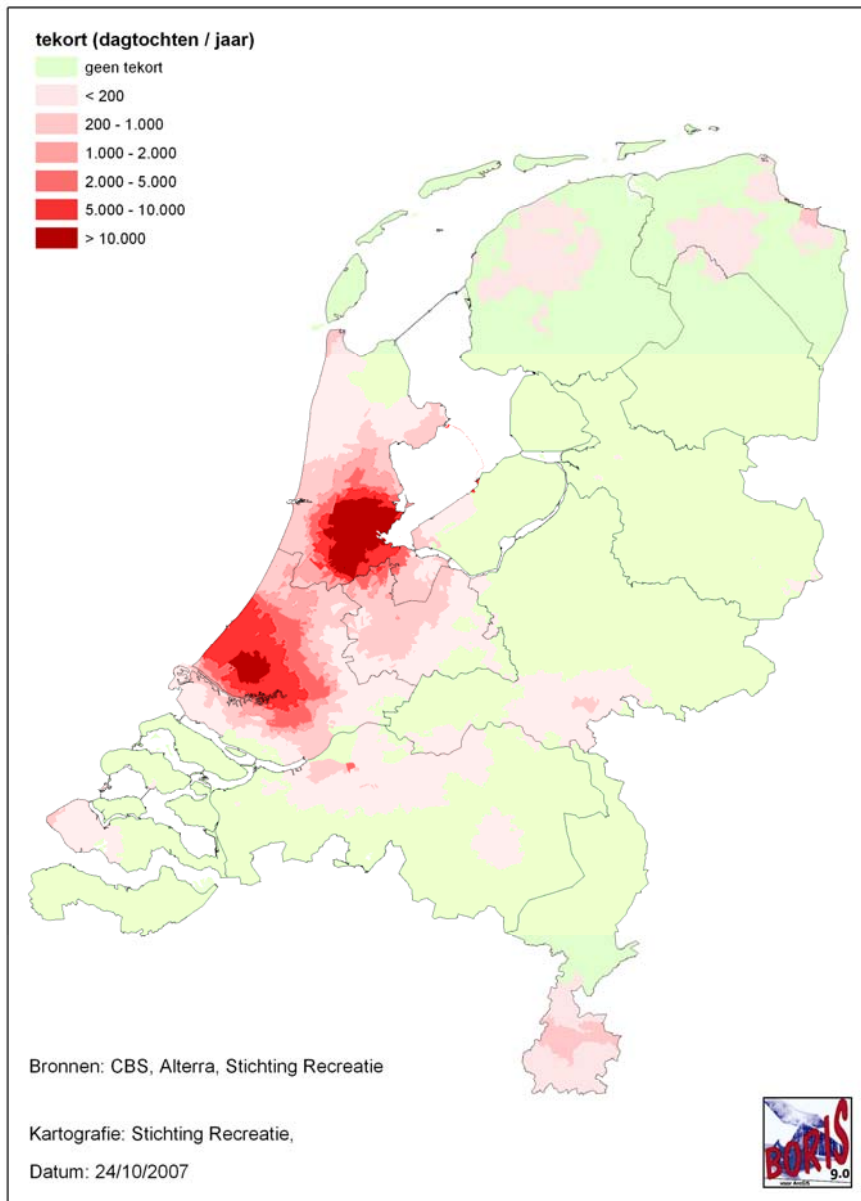 tekort (dagtochten / jaar)
geen tekort
< 200
200 - 1.000
1.000 - 2.000
2.000 - 5.000
5.000 - 10.000
> 10.000
Bronnen: CBS, Alterra, Stichting Recreatie
Kartografie: Stichting Recreatie,
Datum: 24/10/2007
BORIS
9.0
voor ArcGIS